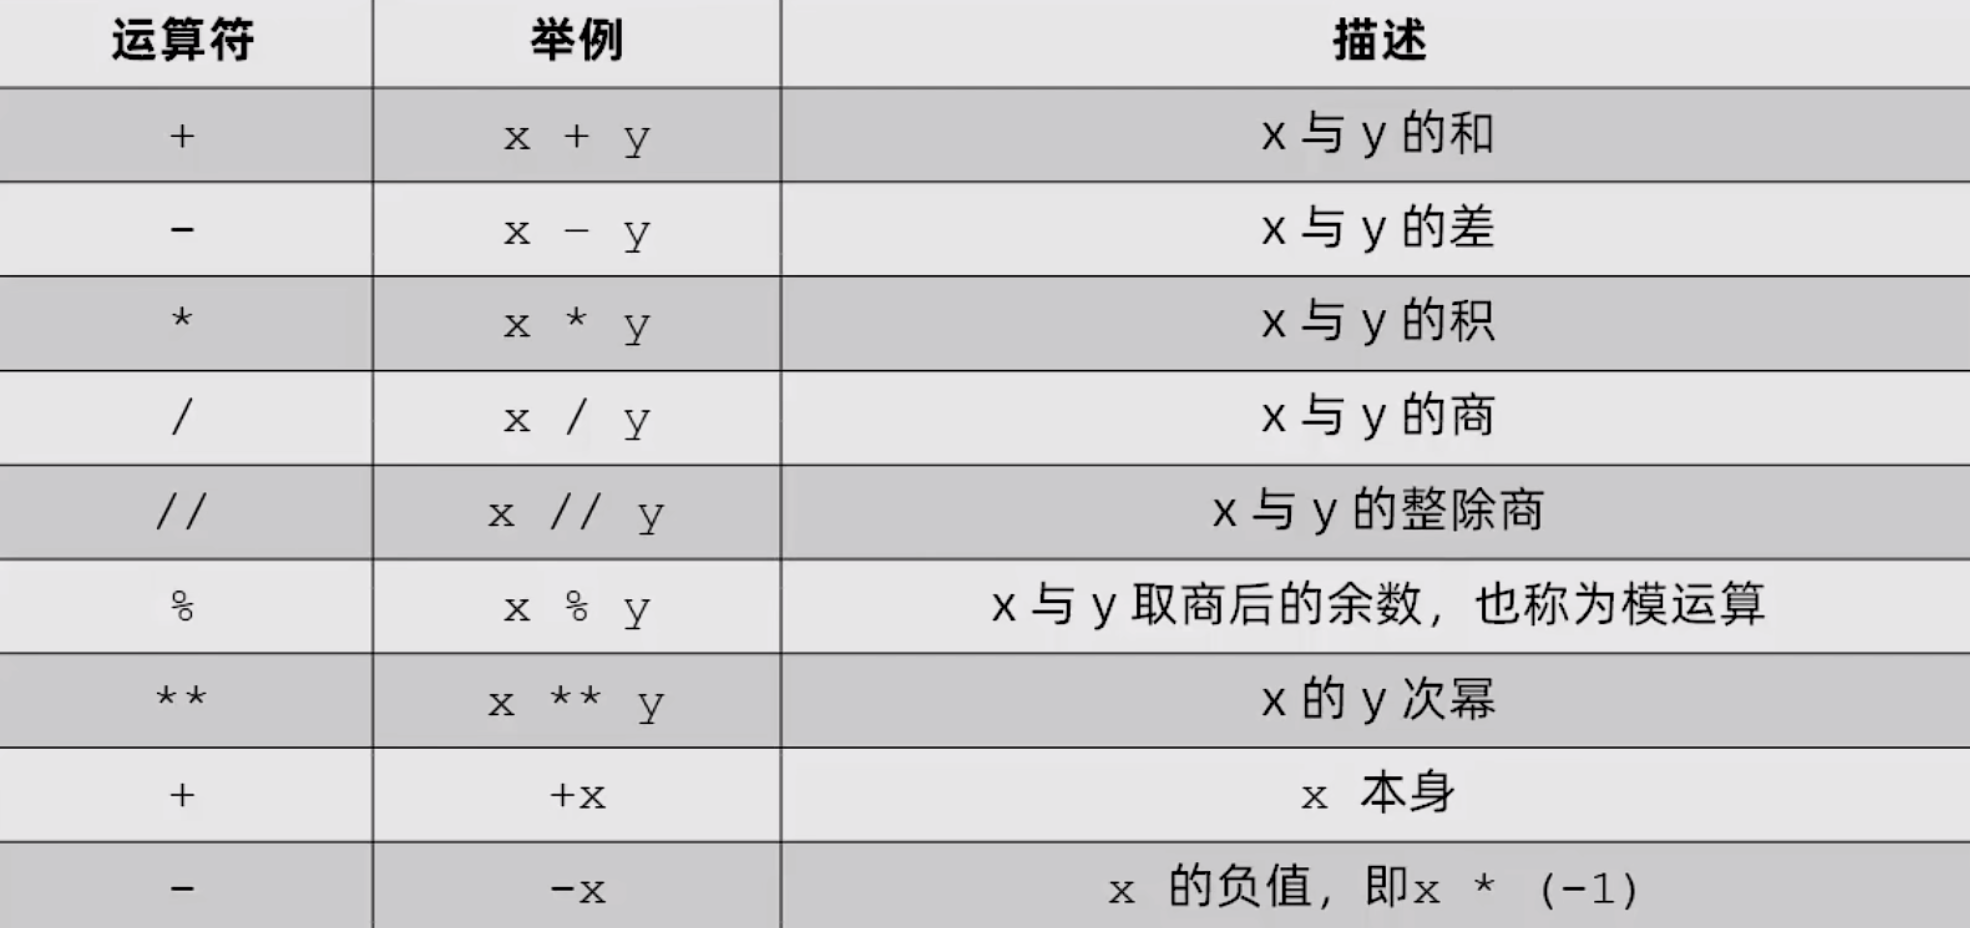 运算符 举例 描述
+ x + y x 与 y 的和
- x - y x 与 y 的差
* x * y x 与 y 的积
/ x / y x 与 y 的商
// x // y x 与 y 的整除商
% x % y x 与 y 取商后的余数，也称为模运算
** x ** y x 的 y 次幂
+ +x x 本身
- -x x 的负值，即x * (-1)